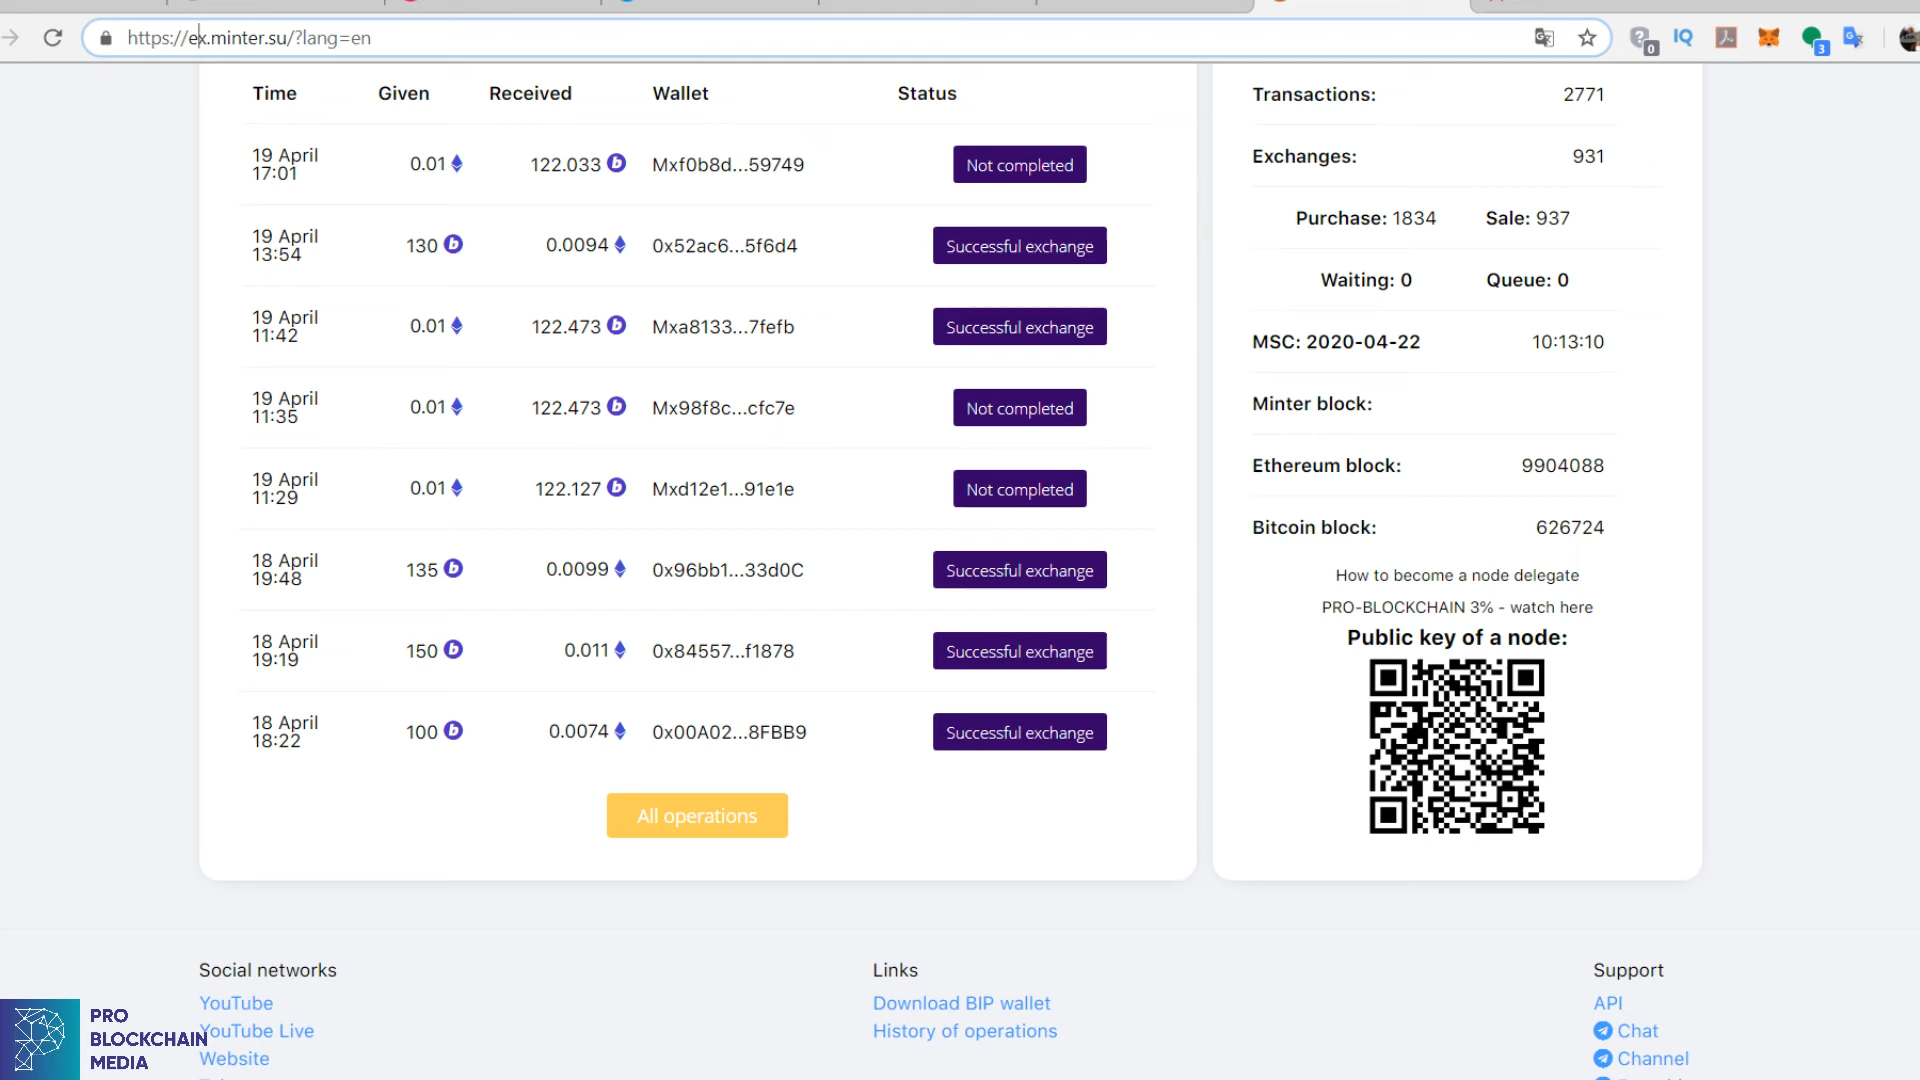 https://ex.minter.su/?lang=en
0
IQ
3
Time Given Received Wallet Status
19 April 17:01 0.01 122.033 Mxf0b8d...59749 Not completed
19 April 13:54 130 0.0094 0x52ac6...5f6d4 Successful exchange
19 April 11:42 0.01 122.473 Mxa8133...7fefb Successful exchange
19 April 11:35 0.01 122.473 Mx98f8c...cfc7e Not completed
19 April 11:29 0.01 122.127 Mxd12e1...91e1e Not completed
18 April 19:48 135 0.0099 0x96bb1...33d0C Successful exchange
18 April 19:19 150 0.011 0x84557...f1878 Successful exchange
18 April 18:22 100 0.0074 0x00A02...8FBB9 Successful exchange
All operations
Transactions: 2771
Exchanges: 931
Purchase: 1834 Sale: 937
Waiting: 0 Queue: 0
MSC: 2020-04-22 10:13:10
Minter block:
Ethereum block: 9904088
Bitcoin block: 626724
How to become a node delegate
PRO-BLOCKCHAIN 3% - watch here
Public key of a node:
Social networks
YouTube
YouTube Live
Website
Links
Download BIP wallet
History of operations
Support
API
Chat
Channel
PRO
BLOCKCHAIN
MEDIA